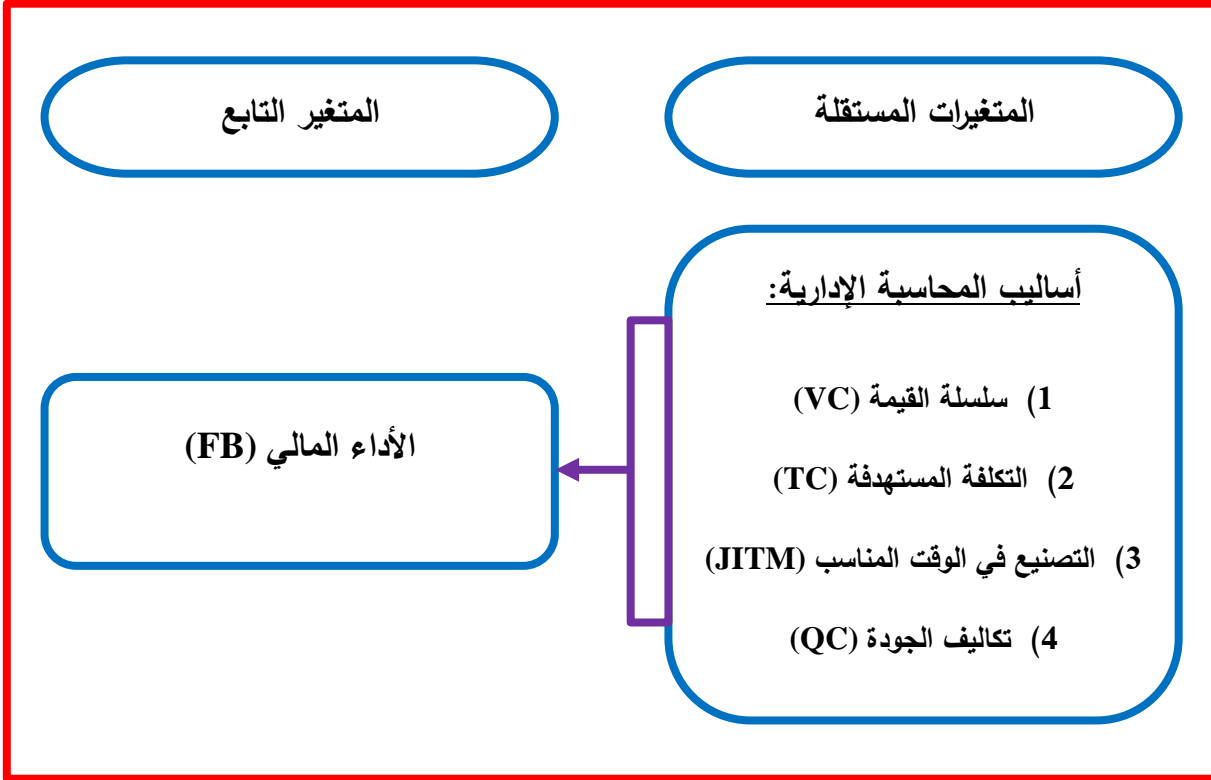 المتغيرات المستقلة
المتغير التابع
أساليب المحاسبة الإدارية:
1) سلسلة القيمة (VC)
2) التكلفة المستهدفة (TC)
3) التصنيع في الوقت المناسب (JITM)
4) تكاليف الجودة (QC)
الأداء المالي (FB)